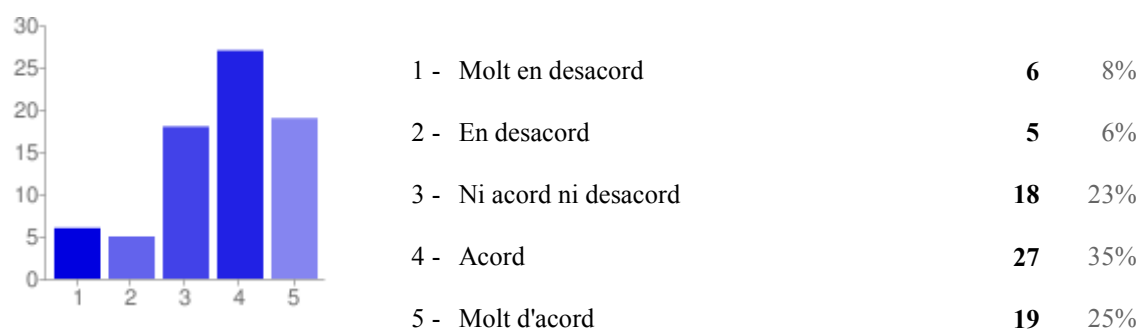 30
25
20
15
10
5
0
1 2 3 4 5
1 - Molt en desacord 6 8%
2 - En desacord 5 6%
3 - Ni acord ni desacord 18 23%
4 - Acord 27 35%
5 - Molt d'acord 19 25%